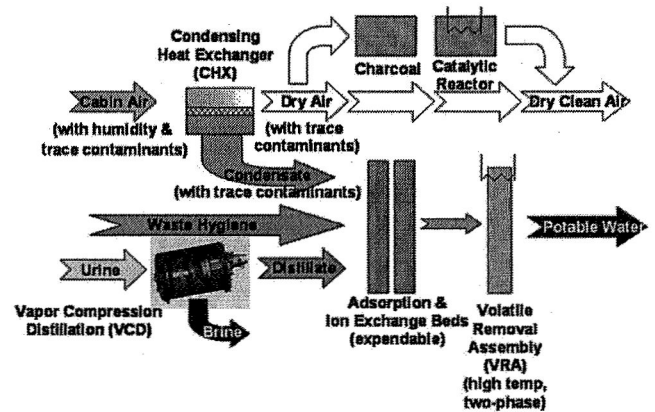 Condensing
Heat Exchanger
(CHX)
Charcoal
Catalytic
Reactor
Cabin Air
Dry Air
Dry Clean Air
(with humidity &
trace contaminants)
(with trace
contaminants)
Condensate
(with trace contaminants)
Waste Hygiene
Potable Water
Urine
Distillate
Vapor Compression
Distillation (VCD)
Brine
Adsorption &
Ion Exchange Beds
(expendable)
Volatile
Removal
Assembly
(VRA)
(high temp,
two-phase)